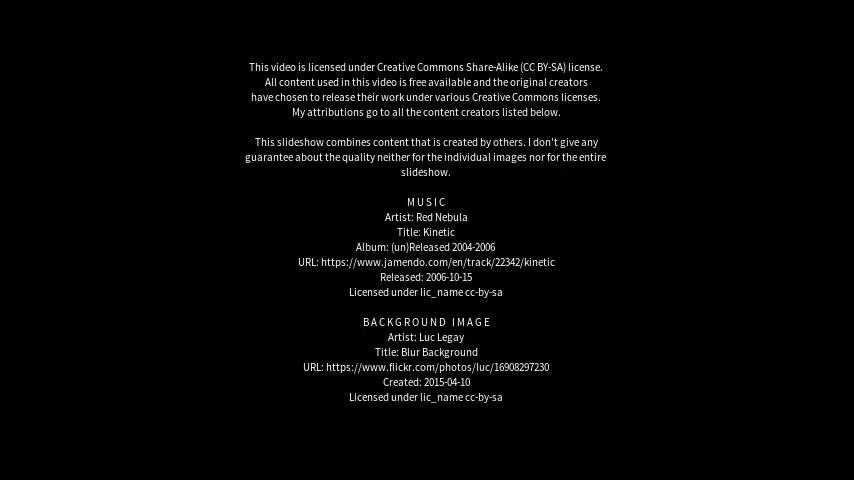 This video is licensed under Creative Commons Share-Alike (CC BY-SA) license.
All content used in this video is free available and the original creators
have chosen to release their work under various Creative Commons licenses.
My attributions go to all the content creators listed below.
This slideshow combines content that is created by others. I don't give any
guarantee about the quality neither for the individual images nor for the entire
slideshow.
MUSIC
Artist: Red Nebula
Title: Kinetic
Album: (un)Released 2004-2006
URL: https://www.jamendo.com/en/track/22342/kinetic
Released: 2006-10-15
Licensed under lic_name cc-by-sa
BACKGROUND IMAGE
Artist: Luc Legay
Title: Blur Background
URL: https://www.flickr.com/photos/luc/16908297230
Created: 2015-04-10
Licensed under lic_name cc-by-sa